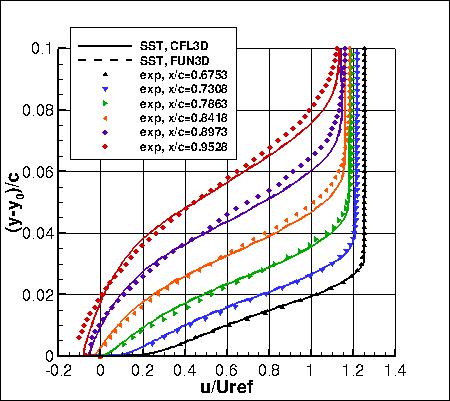 0.1
SST, CFL3D
SST, FUN3D
exp, x/c=0.6753
exp, x/c=0.7308
exp, x/c=0.7863
exp, x/c=0.8418
exp, x/c=0.8973
exp, x/c=0.9528
0.08
0.06
0.04
0.02
0
(y-y0)/c
-0.2 0 0.2 0.4 0.6 0.8 1 1.2 1.4
u/Uref